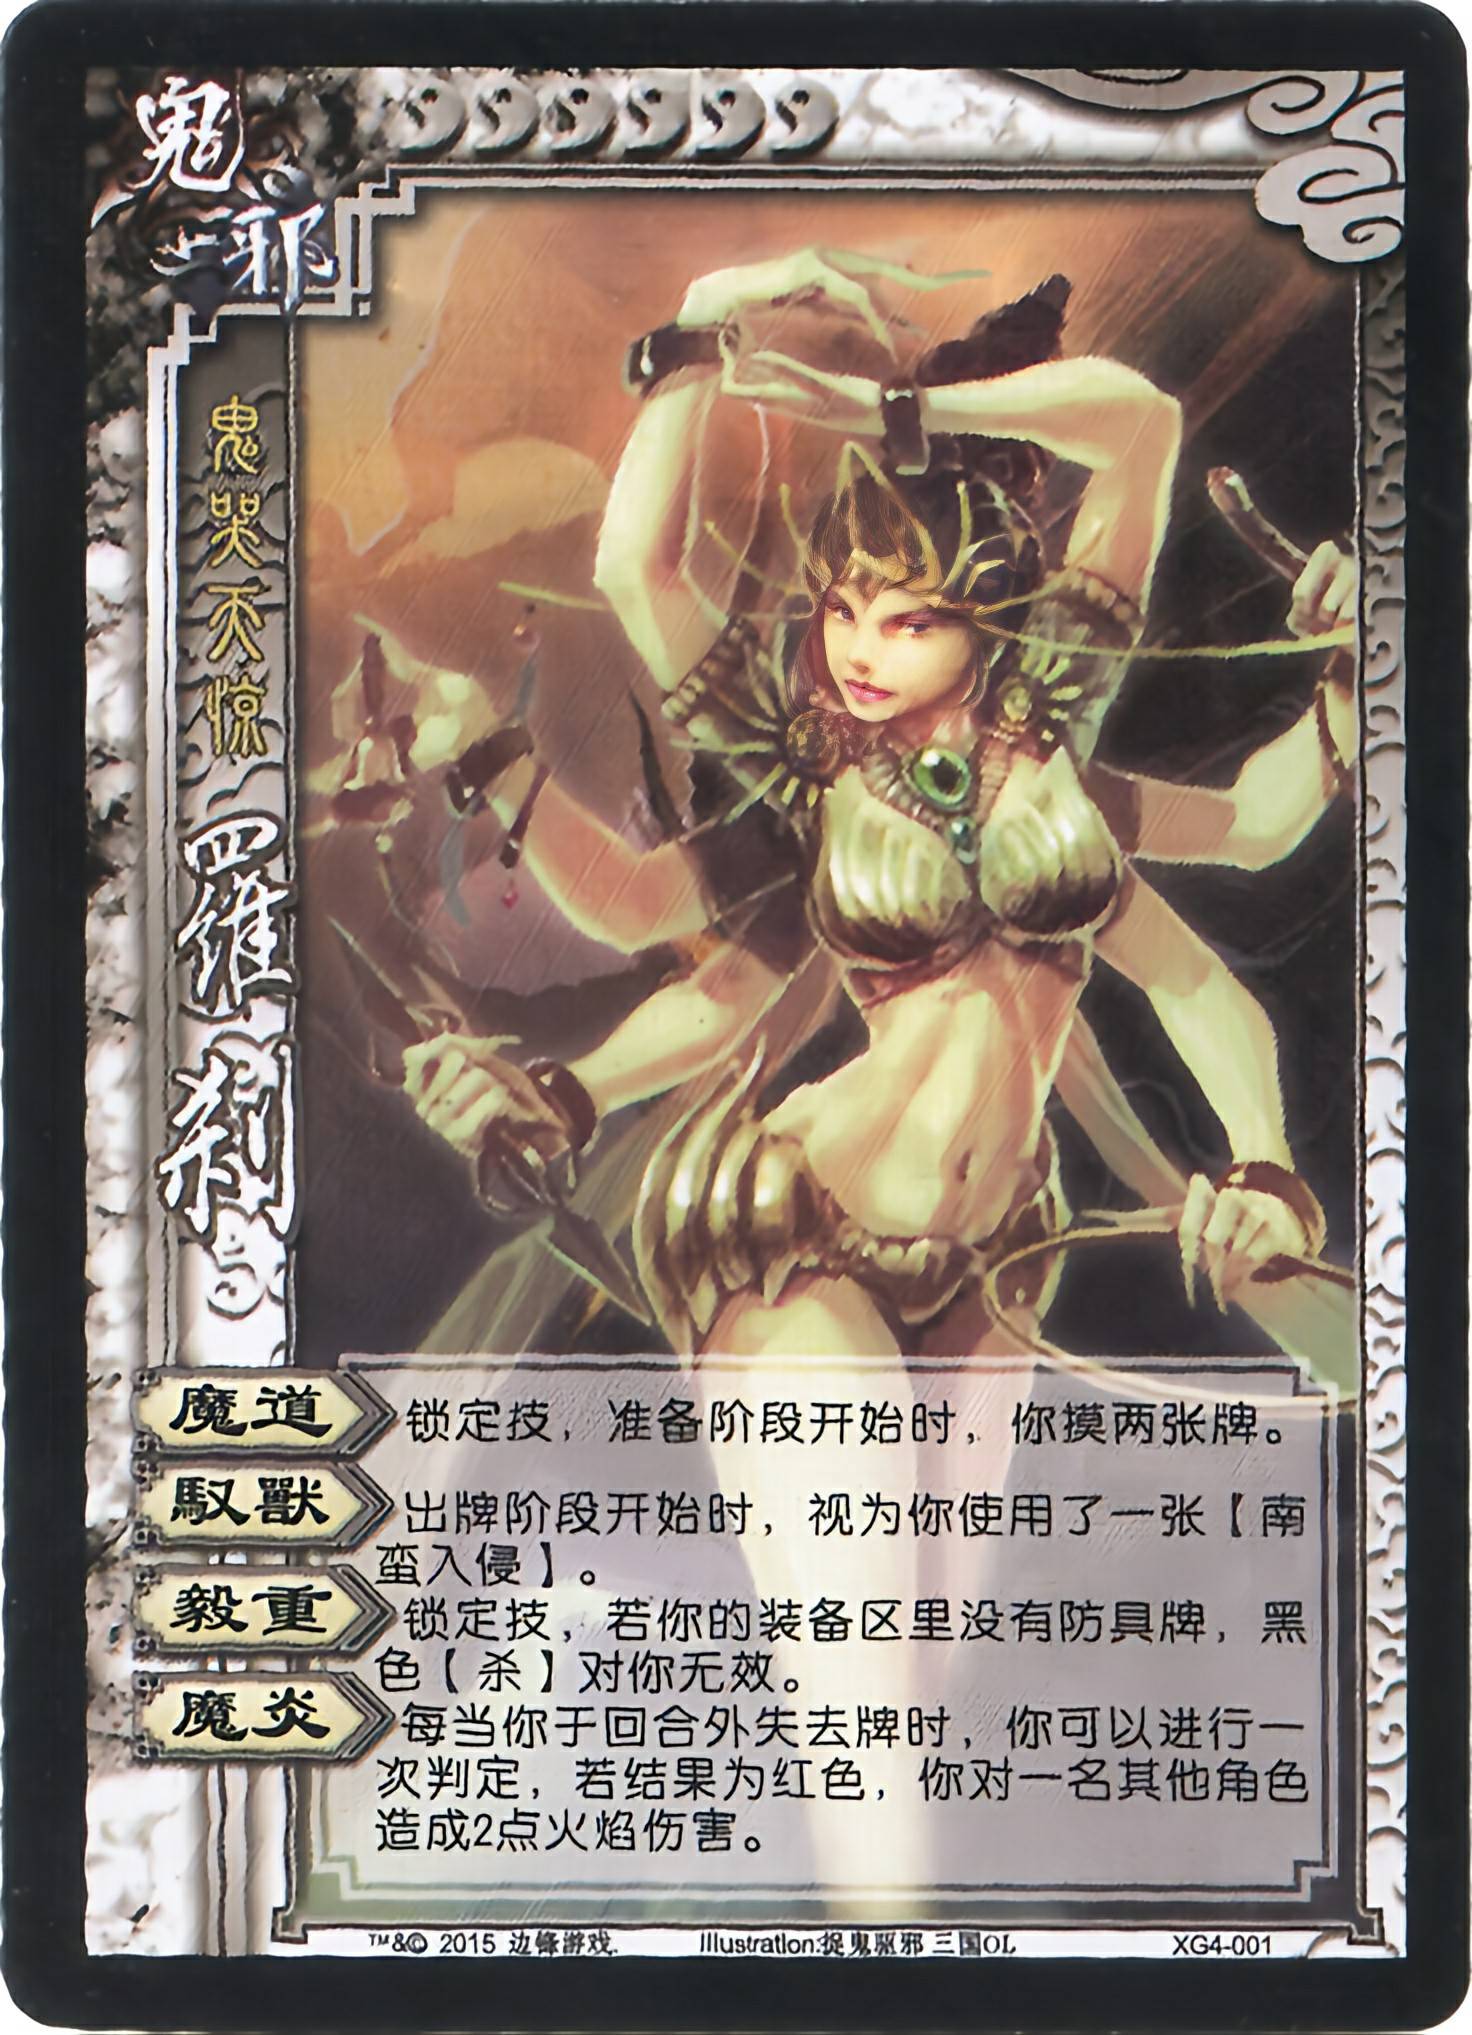 鬼
邪
鬼哭天惊
罗羅刹
魔道 锁定技，准备阶段开始时，你摸两张牌。
馭獸 出牌阶段开始时，视为你使用了一张【南
蛮入侵】。
毅重 锁定技，若你的装备区里没有防具牌，黑
色【杀】对你无效。
魔炎 每当你于回合外失去牌时，你可以进行一
次判定，若结果为红色，你对一名其他角色
造成2点火焰伤害。
™&© 2015 边锋游戏.
Illustration:捉鬼驱邪 三国OL
XG4-001